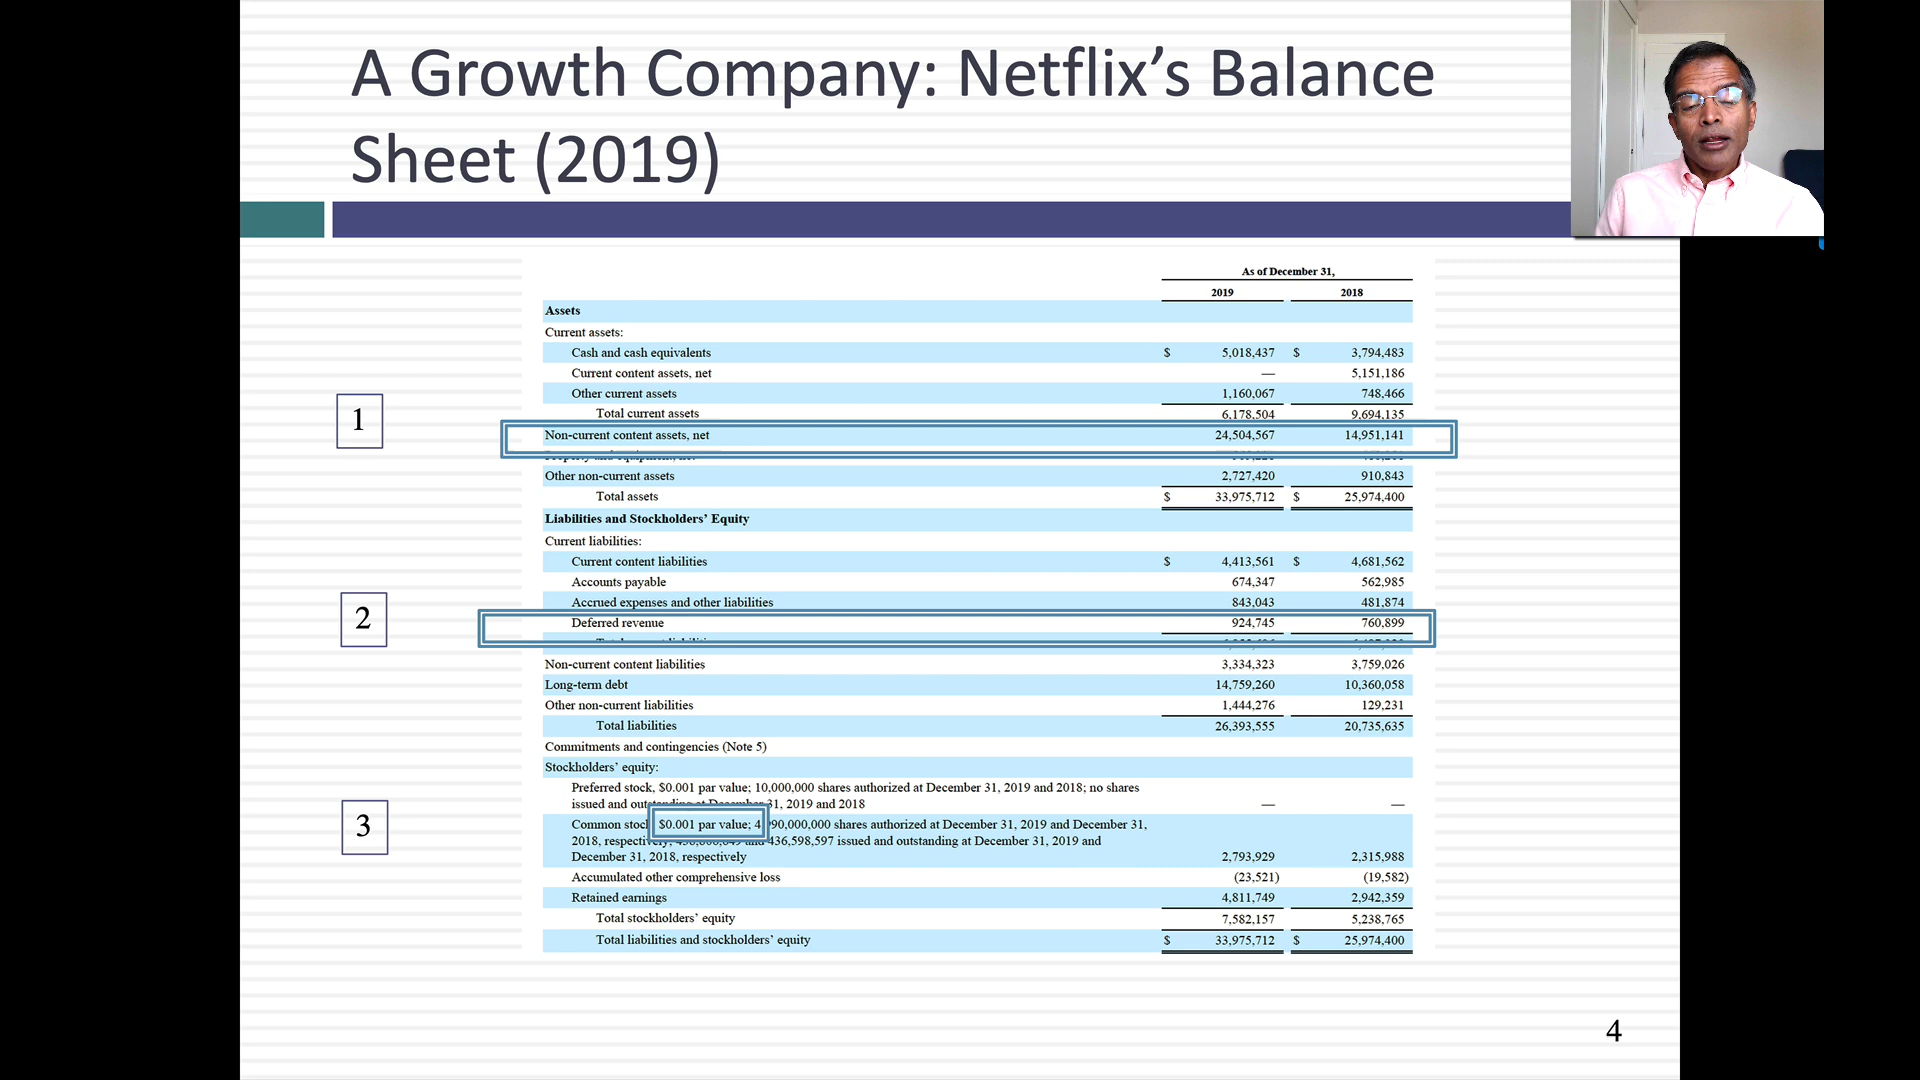 A Growth Company: Netflix’s Balance
Sheet (2019)
As of December 31,
2019 2018
Assets
Current assets:
Cash and cash equivalents $ 5,018,437 $ 3,794,483
Current content assets, net — 5,151,186
Other current assets 1,160,067 748,466
Total current assets 6,178,504 9,694,135
1
Non-current content assets, net 24,504,567 14,951,141
Property and equipment, net
Other non-current assets 2,727,420 910,843
Total assets $ 33,975,712 $ 25,974,400
Liabilities and Stockholders’ Equity
Current liabilities:
Current content liabilities $ 4,413,561 $ 4,681,562
Accounts payable 674,347 562,985
Accrued expenses and other liabilities 843,043 481,874
2
Deferred revenue 924,745 760,899
Total current liabilities
Non-current content liabilities 3,334,323 3,759,026
Long-term debt 14,759,260 10,360,058
Other non-current liabilities 1,444,276 129,231
Total liabilities 26,393,555 20,735,635
Commitments and contingencies (Note 5)
Stockholders’ equity:
Preferred stock, $0.001 par value; 10,000,000 shares authorized at December 31, 2019 and 2018; no shares
issued and outstanding at December 31, 2019 and 2018 — —
3
Common stock, $0.001 par value; 4,990,000,000 shares authorized at December 31, 2019 and December 31,
2018, respectively; and 436,598,597 issued and outstanding at December 31, 2019 and
December 31, 2018, respectively 2,793,929 2,315,988
Accumulated other comprehensive loss (23,521) (19,582)
Retained earnings 4,811,749 2,942,359
Total stockholders’ equity 7,582,157 5,238,765
Total liabilities and stockholders’ equity $ 33,975,712 $ 25,974,400
4